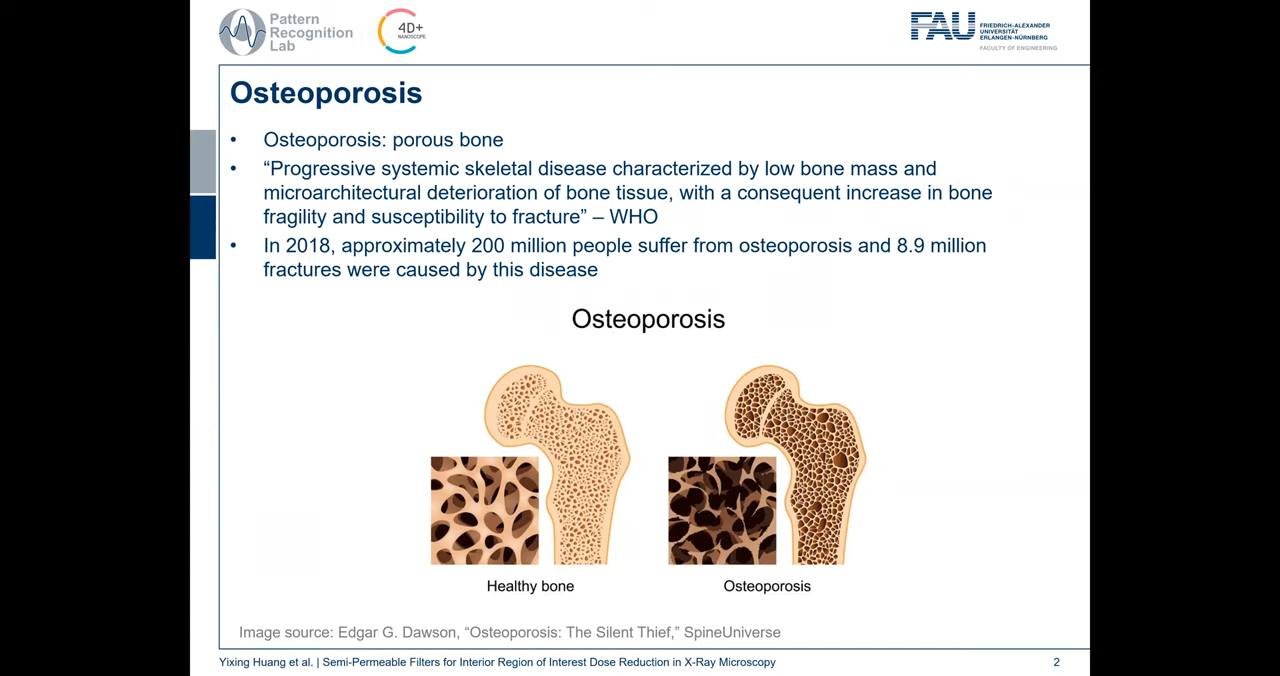 Pattern
Recognition
Lab
4D+
NANOSCOPE
FAU
FRIEDRICH-ALEXANDER
UNIVERSITÄT
ERLANGEN-NÜRNBERG
FACULTY OF ENGINEERING
Osteoporosis
• Osteoporosis: porous bone
• “Progressive systemic skeletal disease characterized by low bone mass and
microarchitectural deterioration of bone tissue, with a consequent increase in bone
fragility and susceptibility to fracture” – WHO
• In 2018, approximately 200 million people suffer from osteoporosis and 8.9 million
fractures were caused by this disease
Osteoporosis
Healthy bone
Osteoporosis
Image source: Edgar G. Dawson, “Osteoporosis: The Silent Thief,” SpineUniverse
Yixing Huang et al. | Semi-Permeable Filters for Interior Region of Interest Dose Reduction in X-Ray Microscopy
2